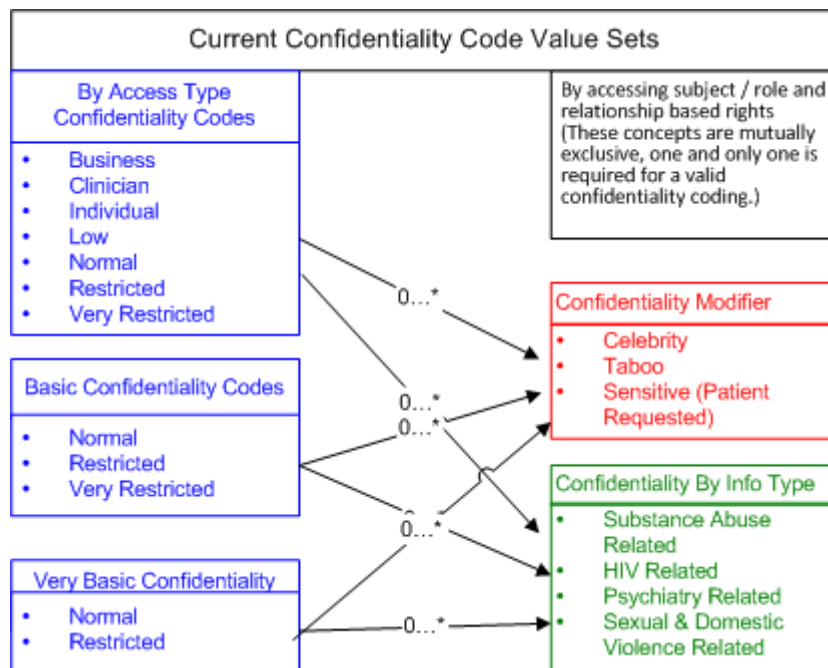 Current Confidentiality Code Value Sets
By Access Type
Confidentiality Codes
• Business
• Clinician
• Individual
• Low
• Normal
• Restricted
• Very Restricted
By accessing subject / role and
relationship based rights
(These concepts are mutually
exclusive, one and only one is
required for a valid
confidentiality coding.)
0...*
Confidentiality Modifier
• Celebrity
• Taboo
• Sensitive (Patient
Requested)
Basic Confidentiality Codes
• Normal
• Restricted
• Very Restricted
0...*
0...*
Confidentiality By Info Type
• Substance Abuse
Related
• HIV Related
• Psychiatry Related
• Sexual & Domestic
Violence Related
0...*
0...*
Very Basic Confidentiality
• Normal
• Restricted
0...*